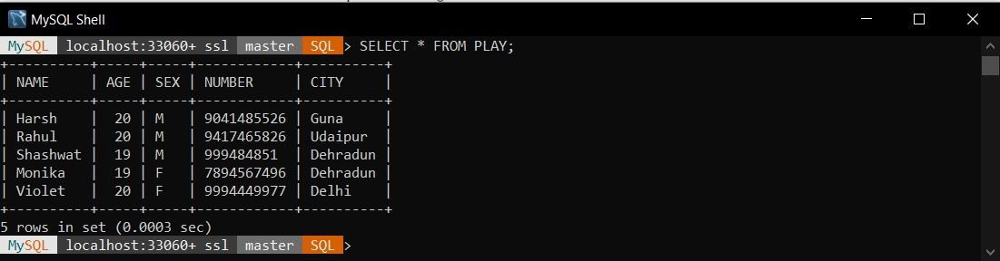 MySQL Shell
MySQL localhost:33060+ ssl master SQL > SELECT * FROM PLAY;
+----------+-----+-----+------------+----------+
| NAME     | AGE | SEX | NUMBER     | CITY     |
+----------+-----+-----+------------+----------+
| Harsh    |  20 | M   | 9041485526 | Guna     |
| Rahul    |  20 | M   | 9417465826 | Udaipur  |
| Shashwat |  19 | M   | 999484851  | Dehradun |
| Monika   |  19 | F   | 7894567496 | Dehradun |
| Violet   |  20 | F   | 9994449977 | Delhi    |
+----------+-----+-----+------------+----------+
5 rows in set (0.0003 sec)
MySQL localhost:33060+ ssl master SQL >